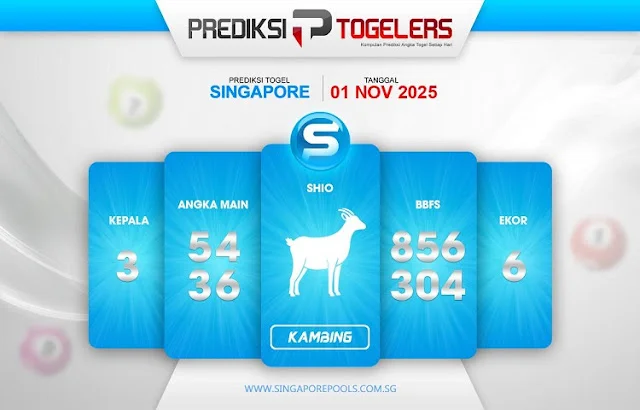 PREDIKSI TP TOGELERS
Kumpulan Prediksi Angka Togel Setiap Hari
PREDIKSI TOGEL
SINGAPORE
TANGGAL
01 NOV 2025
S
KEPALA
3
ANGKA MAIN
54
36
SHIO
KAMBING
BBFS
856
304
EKOR
6
WWW.SINGAPOREPOOLS.COM.SG